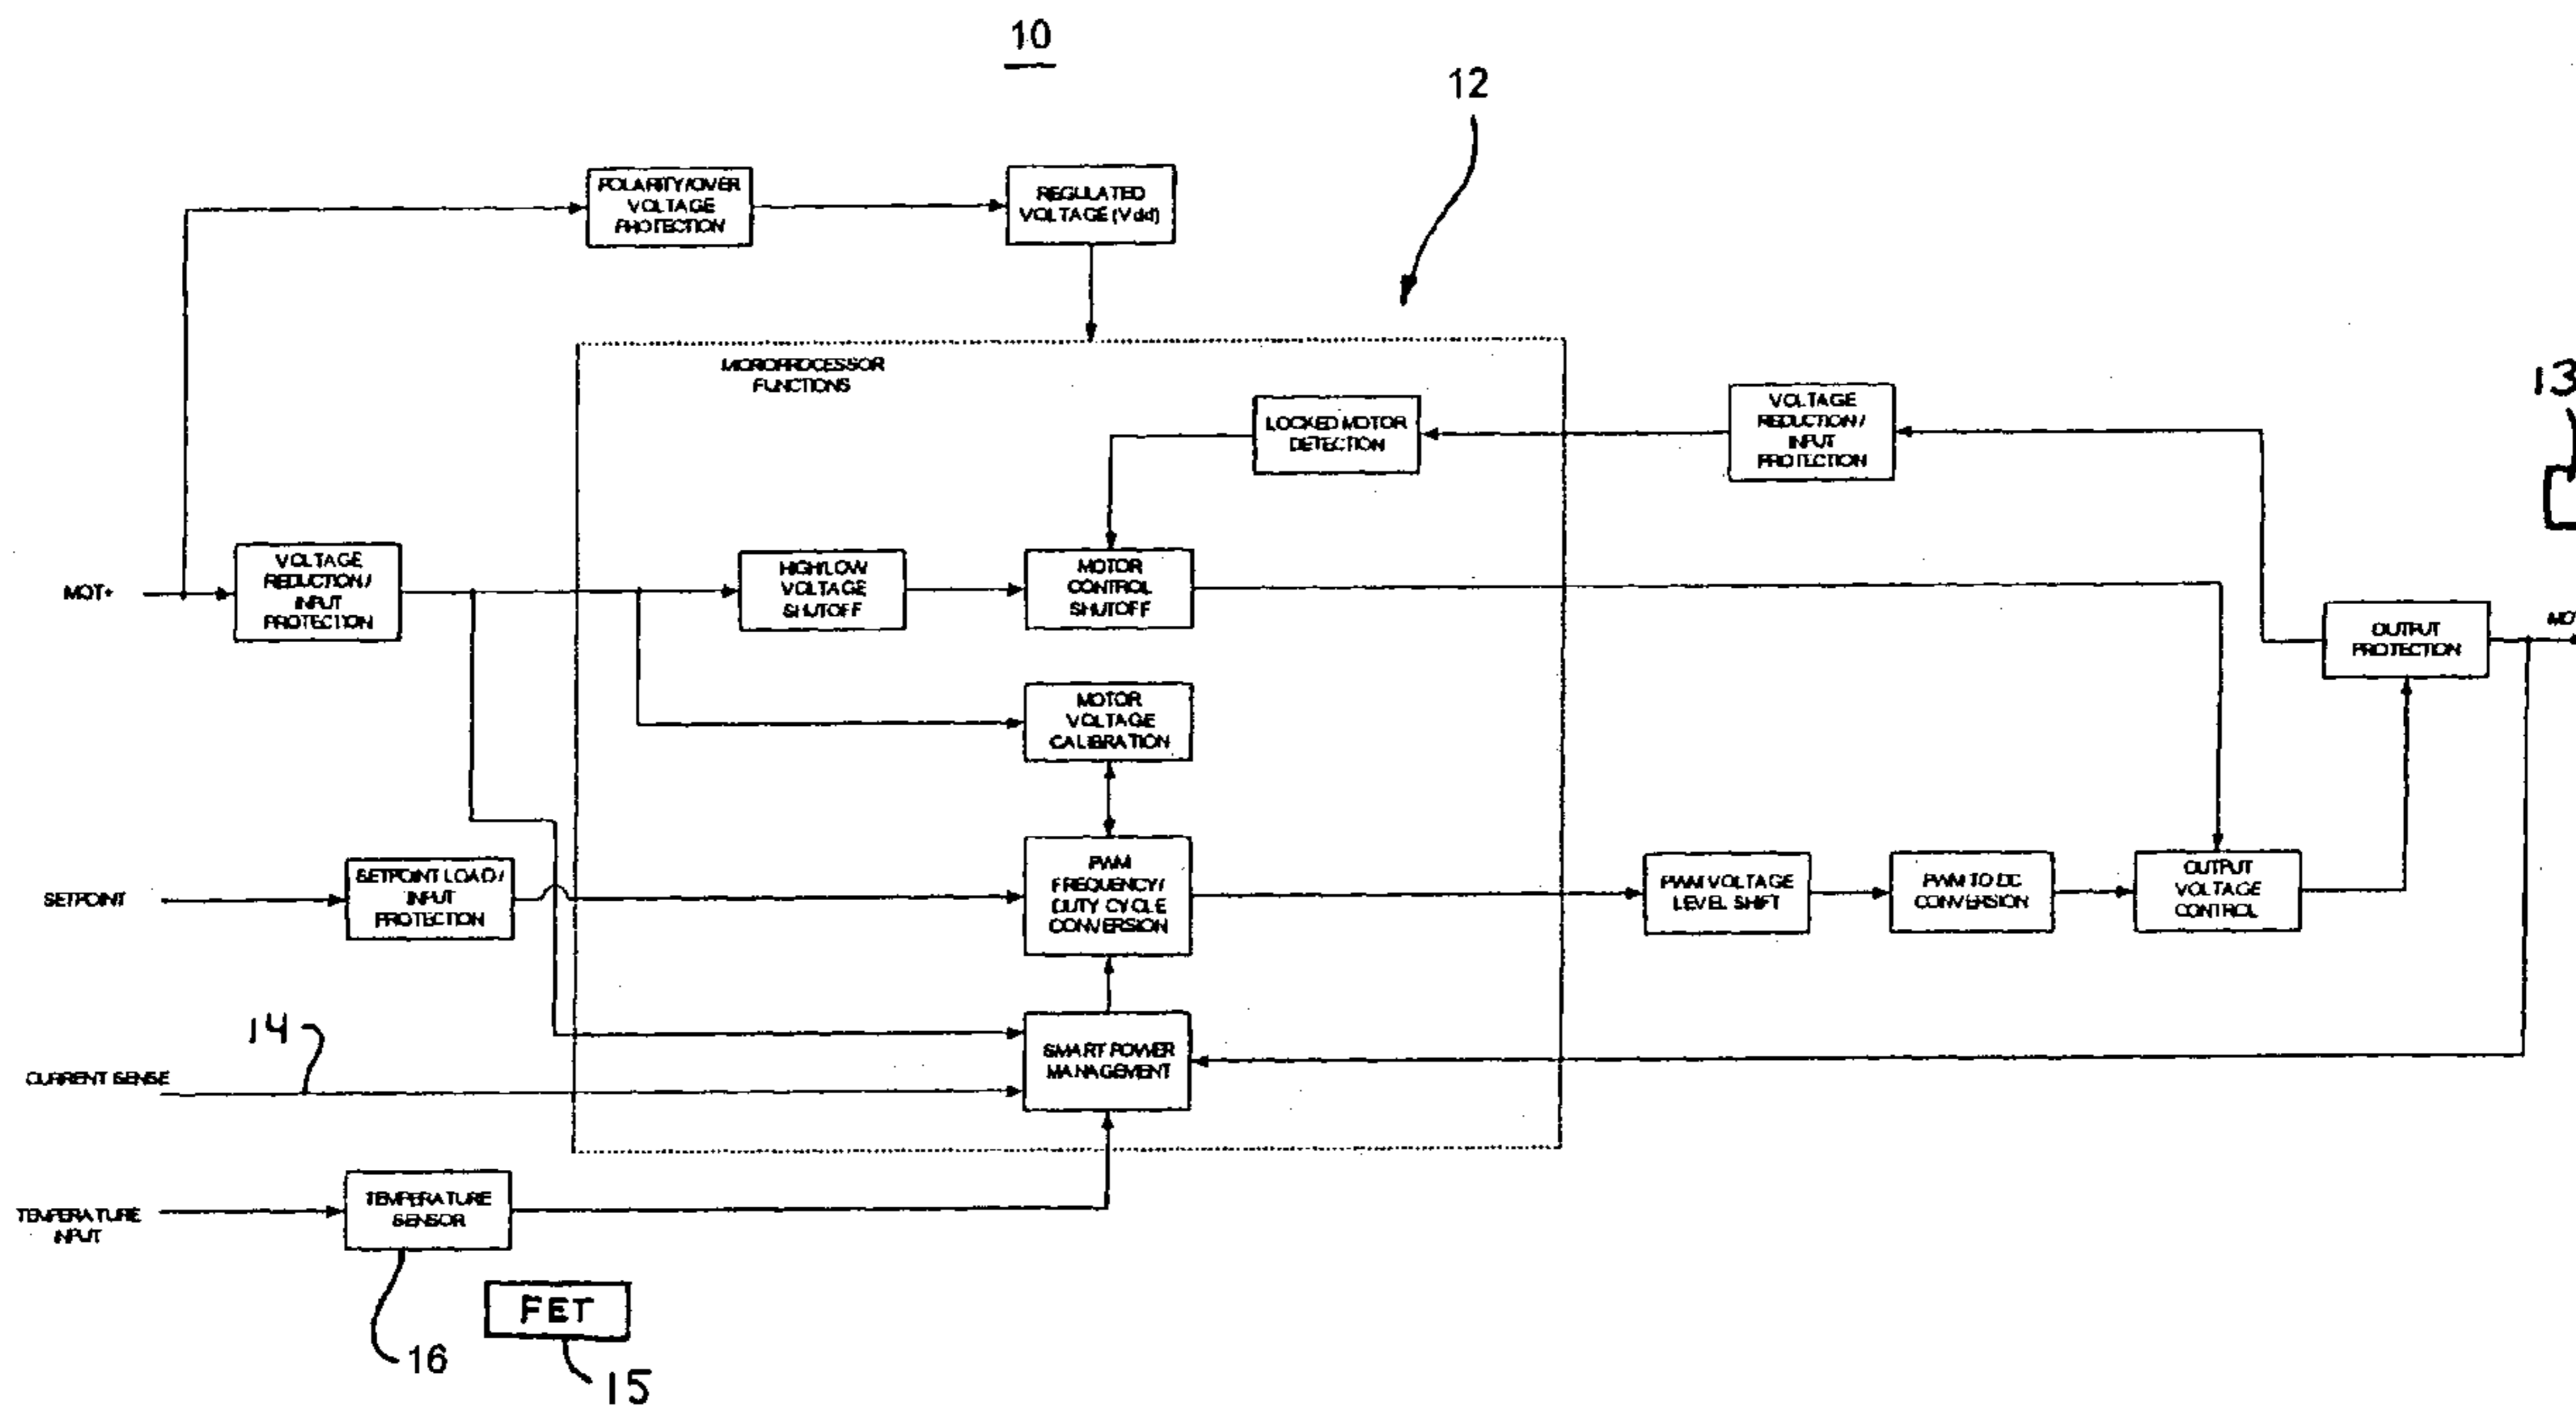 10
12
POLARITY/OVER
VOLTAGE
PROTECTION
REGULATED
VOLTAGE (Vdd)
MICROPROCESSOR
FUNCTIONS
LOCKED MOTOR
DETECTION
VOLTAGE
REDUCTION/
INPUT
PROTECTION
13
MOT+
VOLTAGE
REDUCTION/
INPUT
PROTECTION
HIGH/LOW
VOLTAGE
SHUTOFF
MOTOR
CONTROL
SHUTOFF
OUTPUT
PROTECTION
MOTOR
VOLTAGE
CALIBRATION
SETPOINT
SETPOINT LOAD/
INPUT
PROTECTION
PWM
FREQUENCY/
DUTY CYCLE
CONVERSION
PWM VOLTAGE
LEVEL SHIFT
PWM TO DC
CONVERSION
OUTPUT
VOLTAGE
CONTROL
14
CURRENT SENSE
SMART POWER
MANAGEMENT
TEMPERATURE
INPUT
TEMPERATURE
SENSOR
16
FET
15